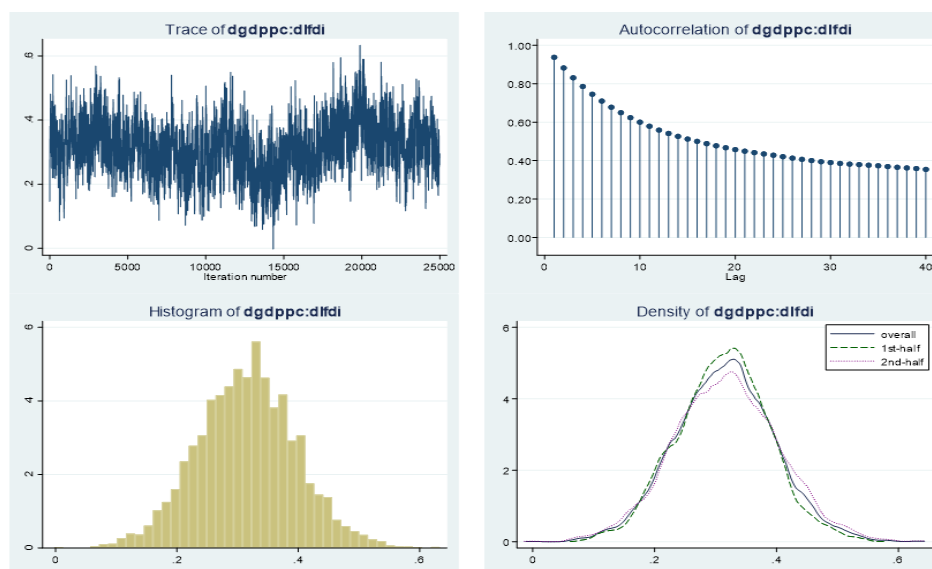 Trace of dgdppc:dlfdi
.6
.4
.2
0
0 5000 10000 15000 20000 25000
Iteration number
Autocorrelation of dgdppc:dlfdi
1.00
0.80
0.60
0.40
0.20
0.00
0 10 20 30 40
Lag
Histogram of dgdppc:dlfdi
6
4
2
0
0 .2 .4 .6
Density of dgdppc:dlfdi
overall
1st-half
2nd-half
6
4
2
0
0 .2 .4 .6